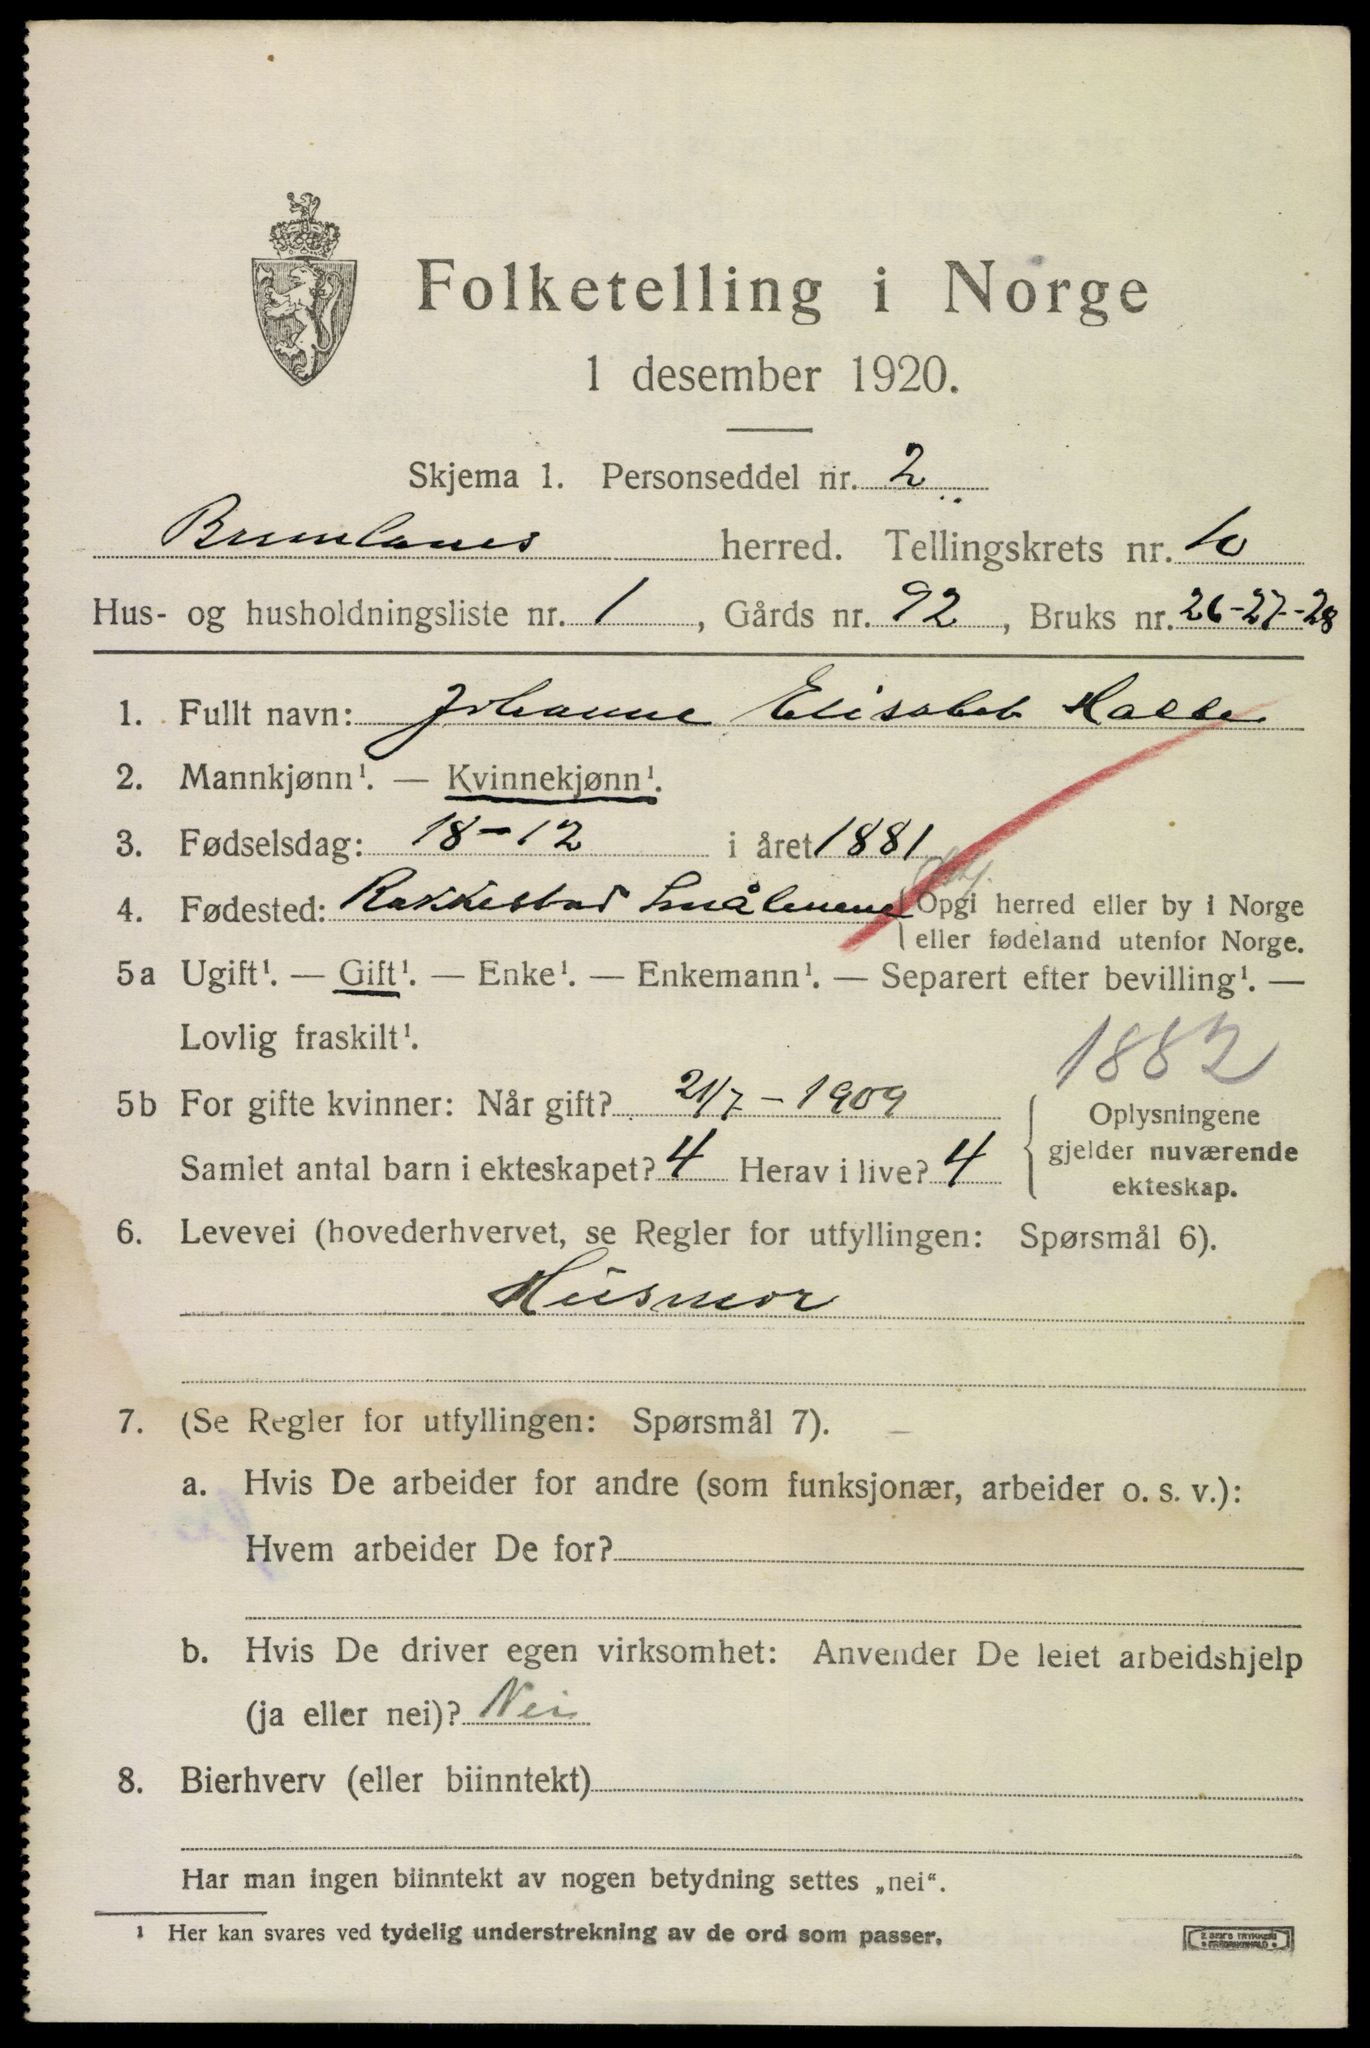 Folketelling i Norge
1 desember 1920.
Skjema 1. Personseddel nr. 2
Brunlanes herred. Tellingskrets nr. 10
Hus- og husholdningsliste nr. 1, Gårds nr. 92, Bruks nr. 26-27-28
1. Fullt navn: Johanne Elisabet Halle
2. Mannkjønn¹. — Kvinnekjønn¹.
3. Fødselsdag: 18-12 i året 1881
4. Fødested: Rakkestad Smålenene Opgi herred eller by i Norge
eller fødeland utenfor Norge.
5a Ugift¹. — Gift¹. — Enke¹. — Enkemann¹. — Separert efter bevilling¹. —
Lovlig fraskilt¹.
1882
5b For gifte kvinner: Når gift? 21/7 - 1909
Samlet antal barn i ekteskapet? 4 Herav i live? 4
Oplysningene
gjelder nuværende
ekteskap.
6. Levevei (hovederhvervet, se Regler for utfyllingen: Spørsmål 6).
Husmor
7. (Se Regler for utfyllingen: Spørsmål 7).
a. Hvis De arbeider for andre (som funksjonær, arbeider o. s. v.):
Hvem arbeider De for?
b. Hvis De driver egen virksomhet: Anvender De leiet arbeidshjelp
(ja eller nei)? Nei
8. Bierhverv (eller biinntekt)
Har man ingen biinntekt av nogen betydning settes „nei“.
¹ Her kan svares ved tydelig understrekning av de ord som passer.